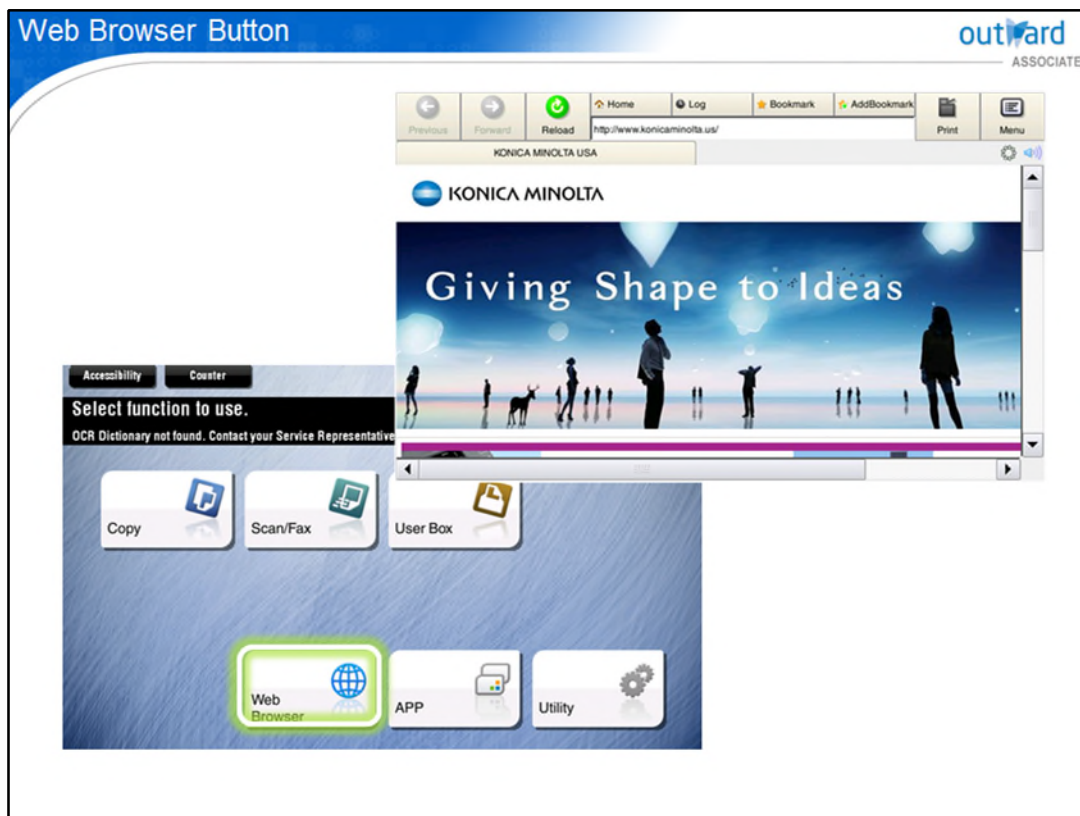 Web Browser Button
outward
ASSOCIATE
Previous
Forward
Reload
Home
Log
Bookmark
AddBookmark
http://www.konicaminolta.us/
Print
Menu
KONICA MINOLTA USA
KONICA MINOLTA
Giving Shape to Ideas
Accessibility
Counter
Select function to use.
OCR Dictionary not found. Contact your Service Representative
Copy
Scan/Fax
User Box
Web
Browser
APP
Utility